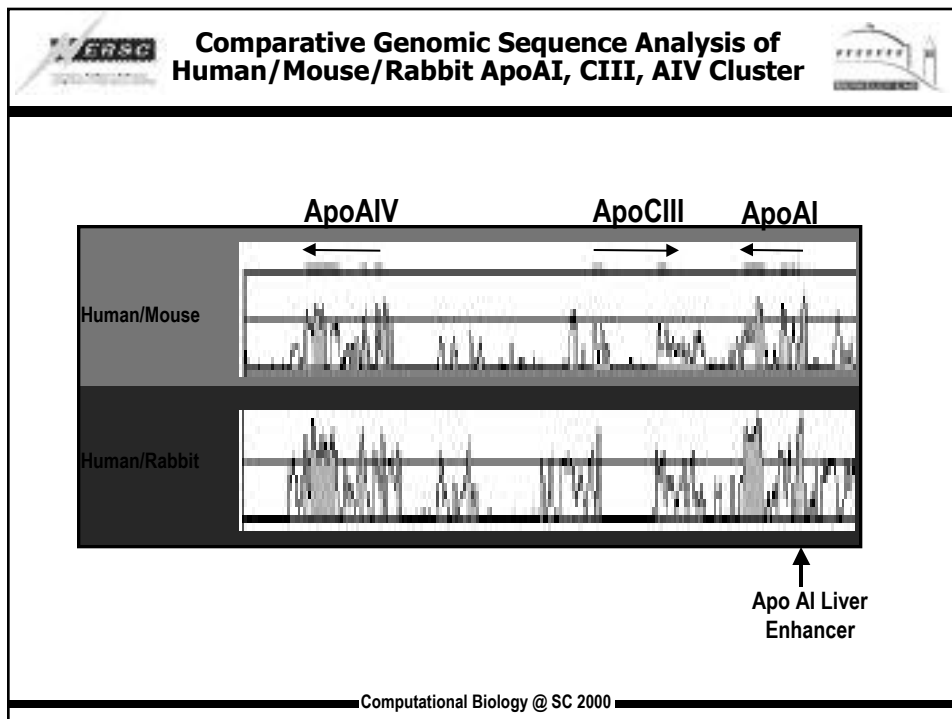 Comparative Genomic Sequence Analysis of
Human/Mouse/Rabbit ApoAI, CIII, AIV Cluster
ApoAIV
ApoCIII
ApoAI
Human/Mouse
Human/Rabbit
Apo AI Liver
Enhancer
Computational Biology @ SC 2000